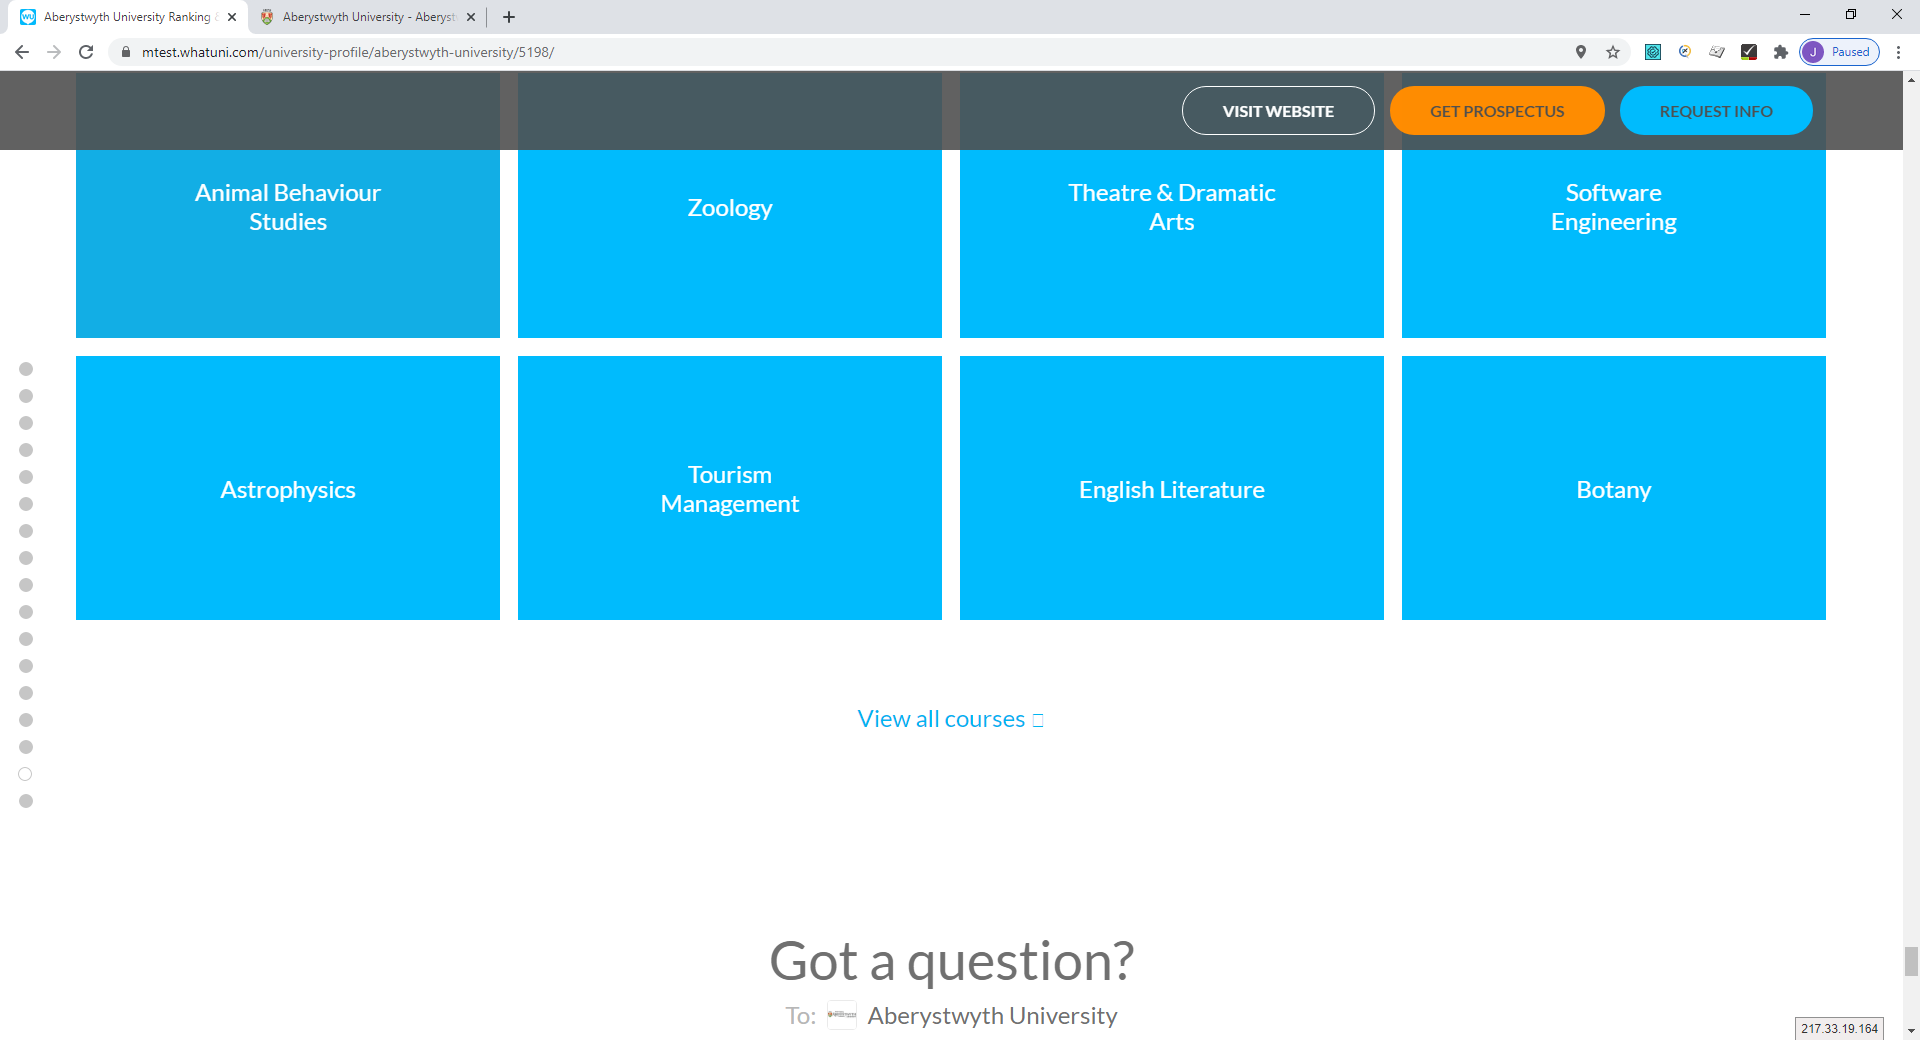 Aberystwyth University Ranking
Aberystwyth University - Aberyst
mtest.whatuni.com/university-profile/aberystwyth-university/5198/
J Paused
VISIT WEBSITE
GET PROSPECTUS
REQUEST INFO
Animal Behaviour
Studies
Zoology
Theatre & Dramatic
Arts
Software
Engineering
Astrophysics
Tourism
Management
English Literature
Botany
View all courses
Got a question?
To: Aberystwyth University
217.33.19.164